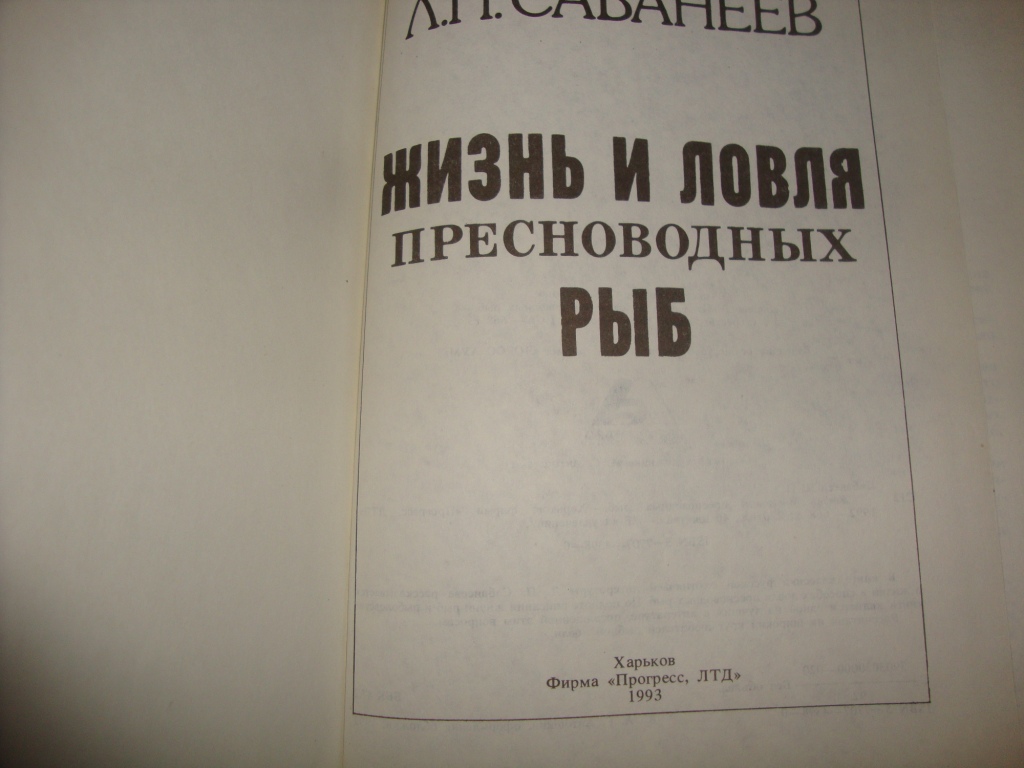 Л.П. САБАНЕЕВ
ЖИЗНЬ И ЛОВЛЯ
ПРЕСНОВОДНЫХ
РЫБ
Харьков
Фирма «Прогресс, ЛТД»
1993